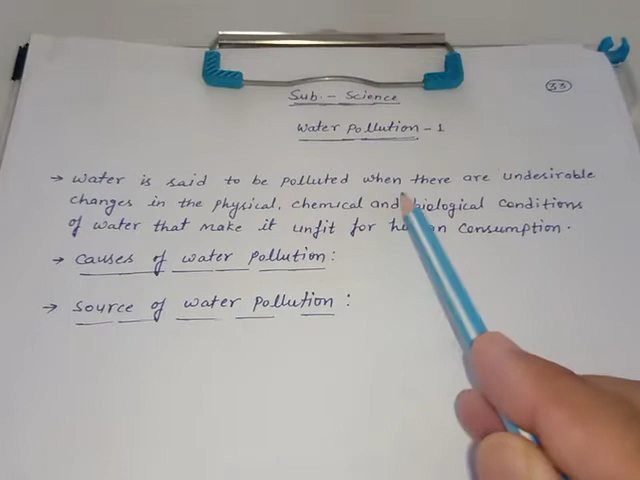 33
Sub. - Science
Water Pollution - 1
→ Water is said to be polluted when there are undesirable
changes in the physical, chemical and biological conditions
of water that make it unfit for human consumption.
→ Causes of water pollution :
→ Source of water pollution :